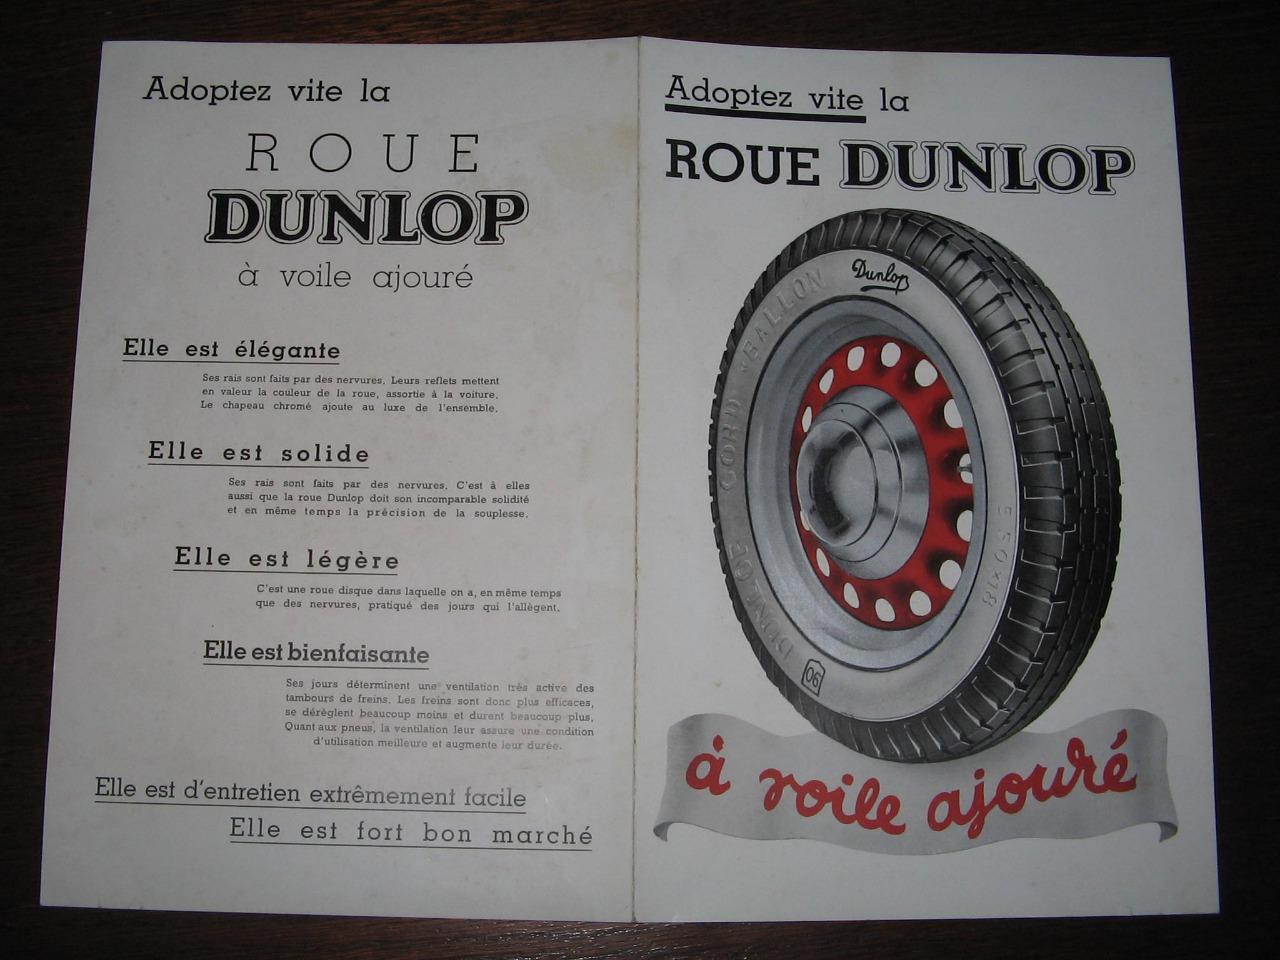 Adoptez vite la
ROUE
DUNLOP
à voile ajouré
Elle est élégante
Ses rais sont faits par des nervures. Leurs reflets mettent
en valeur la couleur de la roue, assortie à la voiture.
Le chapeau chromé ajoute au luxe de l'ensemble.
Elle est solide
Ses rais sont faits par des nervures. C'est à elles
aussi que la roue Dunlop doit son incomparable solidité
et en même temps la précision de la souplesse.
Elle est légère
C'est une roue disque dans laquelle on a, en même temps
que des nervures, pratiqué des jours qui l'allègent.
Elle est bienfaisante
Ses jours déterminent une ventilation très active des
tambours de freins. Les freins sont donc plus efficaces,
se dérèglent beaucoup moins et durent beaucoup plus.
Quant aux pneus, la ventilation leur assure une condition
d'utilisation meilleure et augmente leur durée.
Elle est d'entretien extrêmement facile
Elle est fort bon marché
Adoptez vite la
ROUE DUNLOP
Dunlop
DUNLOP CORD BALLON
90
5 50×18
à voile ajouré